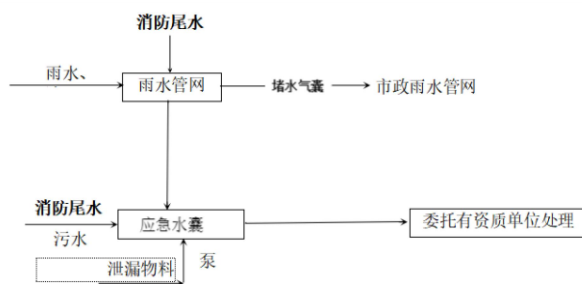 消防尾水
雨水、
雨水管网
堵水气囊
市政雨水管网
消防尾水
污水
应急水囊
委托有资质单位处理
泄漏物料
泵